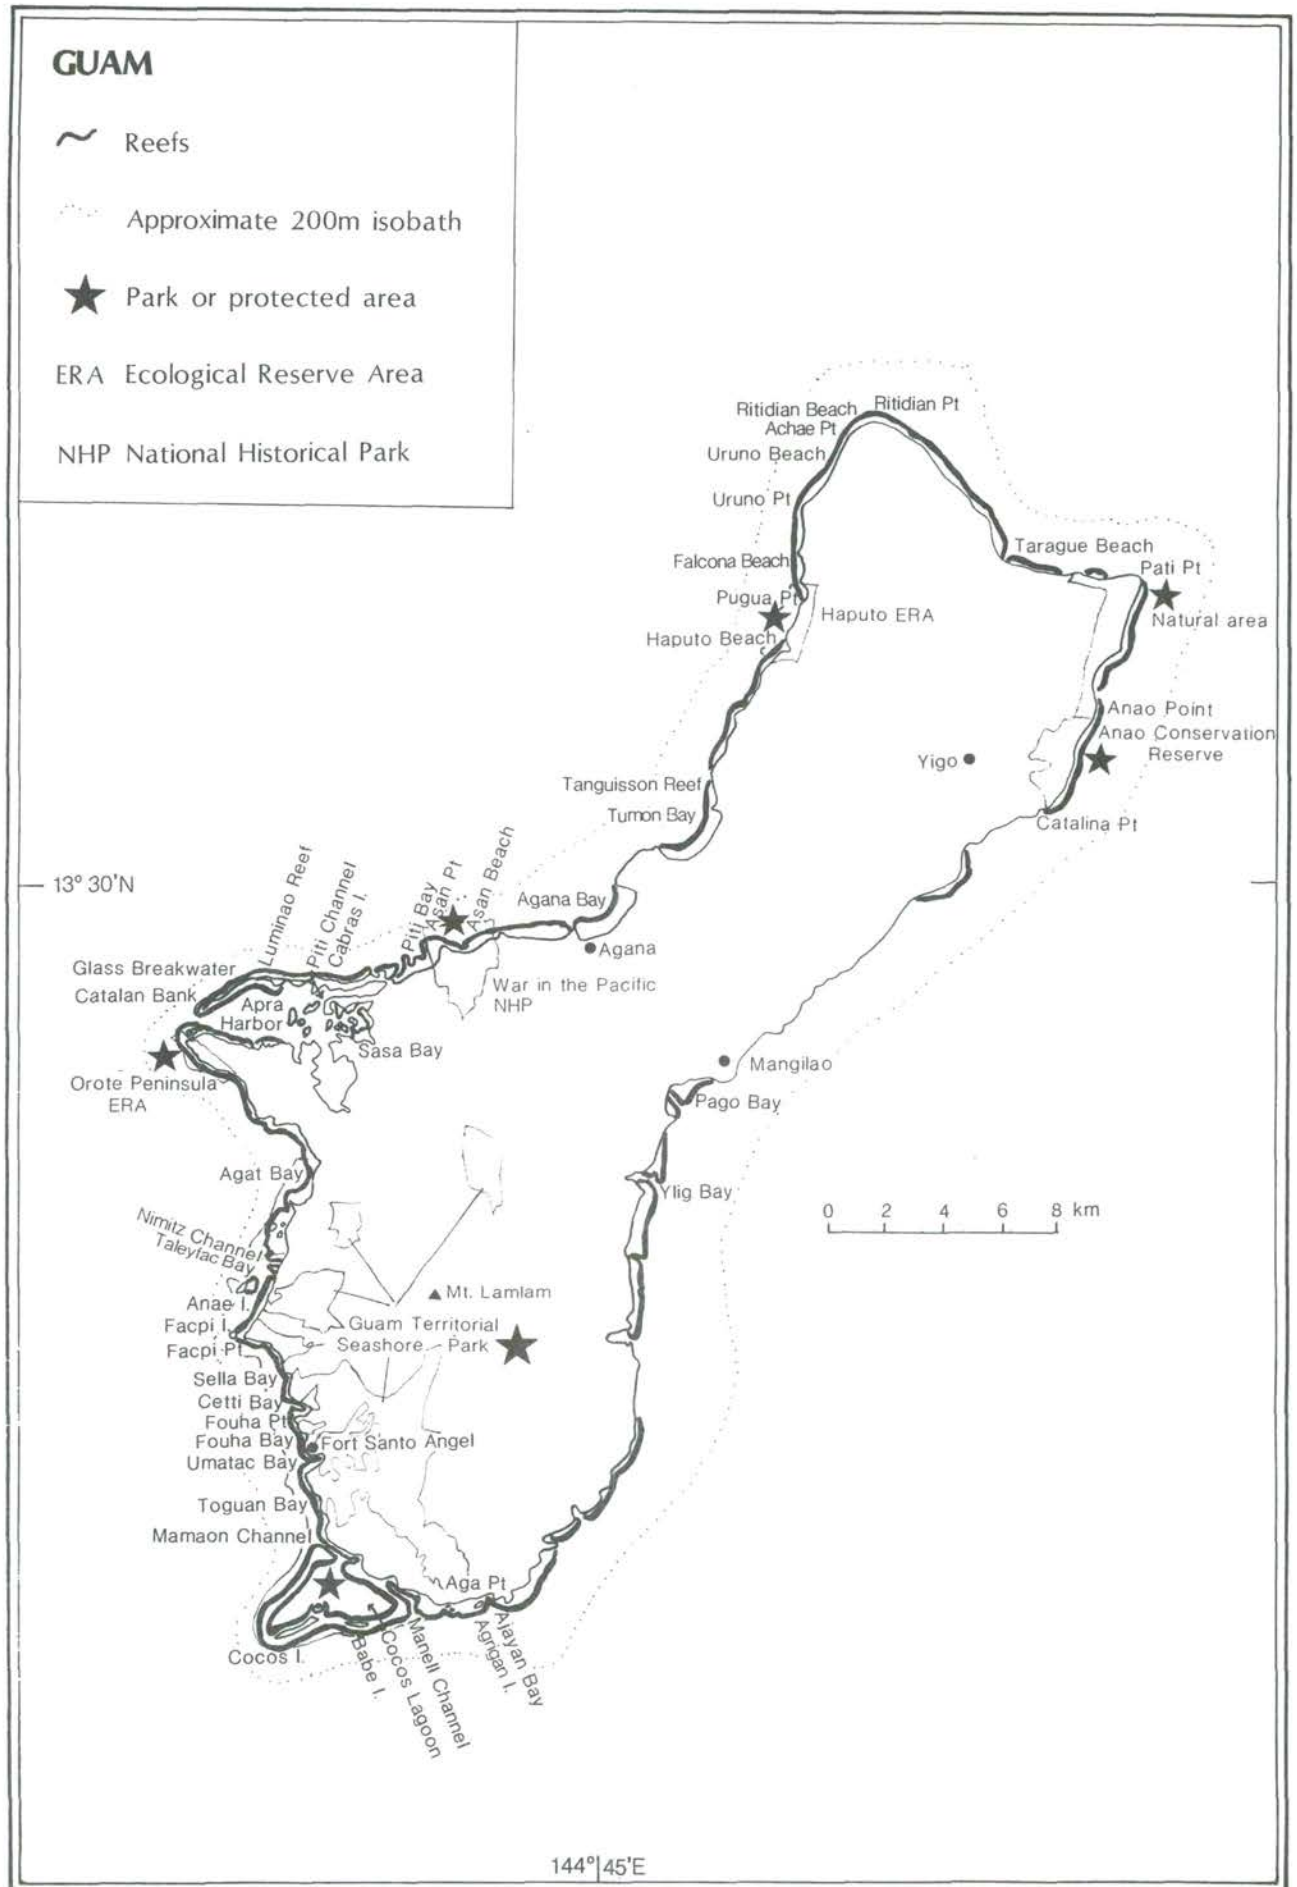 GUAM
Reefs
Approximate 200m isobath
Park or protected area
ERA Ecological Reserve Area
NHP National Historical Park
Ritidian Beach
Ritidian Pt
Achae Pt
Uruno Beach
Uruno Pt
Falcona Beach
Tarague Beach
Pati Pt
Natural area
Pugua Pt
Haputo ERA
Haputo Beach
Anao Point
Anao Conservation
Reserve
Yigo
Tanguisson Reef
Tumon Bay
Catalina Pt
13° 30'N
Luminao Reef
Piti Channel
Cabras I.
Piti Bay
Asan Pt
Asan Beach
Agana Bay
Agana
Glass Breakwater
Catalan Bank
Apra
Harbor
War in the Pacific
NHP
Sasa Bay
Orote Peninsula
ERA
Mangilao
Pago Bay
Agat Bay
Ylig Bay
0 2 4 6 8 km
Nimitz Channel
Taleyfac Bay
Anae I.
Mt. Lamlam
Facpi I.
Guam Territorial
Seashore Park
Facpi Pt
Sella Bay
Cetti Bay
Fouha Pt
Fouha Bay
Fort Santo Angel
Umatac Bay
Toguan Bay
Mamaon Channel
Aga Pt
Cocos I.
Babe I.
Cocos Lagoon
Manell Channel
Agrigan I.
Ajayan Bay
144° 45'E